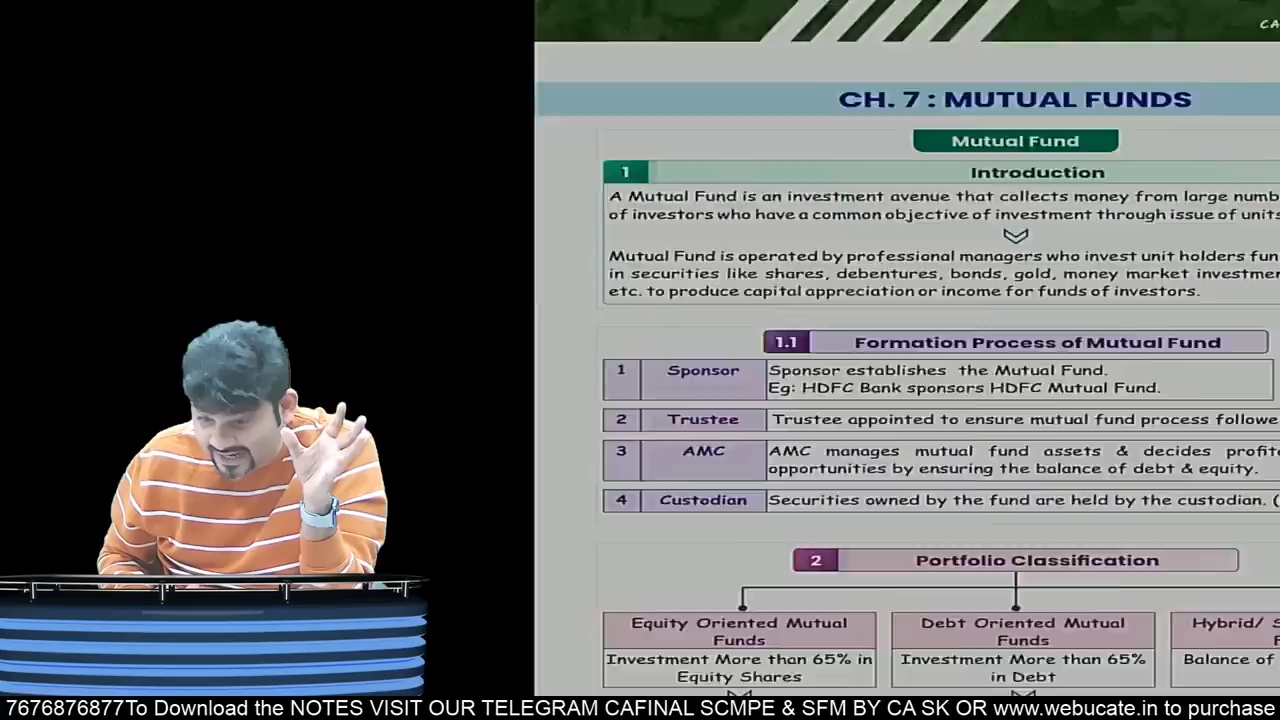 CA
CH. 7 : MUTUAL FUNDS
Mutual Fund
1 Introduction
A Mutual Fund is an investment avenue that collects money from large
of investors who have a common objective of investment through issue of units
Mutual Fund is operated by professional managers who invest unit holders
in securities like shares, debentures, bonds, gold, money market
etc. to produce capital appreciation or income for funds of investors.
1.1 Formation Process of Mutual Fund
1 Sponsor Sponsor establishes the Mutual Fund.
Eg: HDFC Bank sponsors HDFC Mutual Fund.
2 Trustee Trustee appointed to ensure mutual fund process
3 AMC AMC manages mutual fund assets & decides
opportunities by ensuring the balance of debt & equity.
4 Custodian Securities owned by the fund are held by the custodian. (
2 Portfolio Classification
Equity Oriented Mutual
Funds
Investment More than 65% in
Equity Shares
Debt Oriented Mutual
Funds
Investment More than 65%
in Debt
Hybrid/
Balance of
7676876877To Download the NOTES VISIT OUR TELEGRAM CAFINAL SCMPE & SFM BY CA SK OR www.webucate.in to purchase